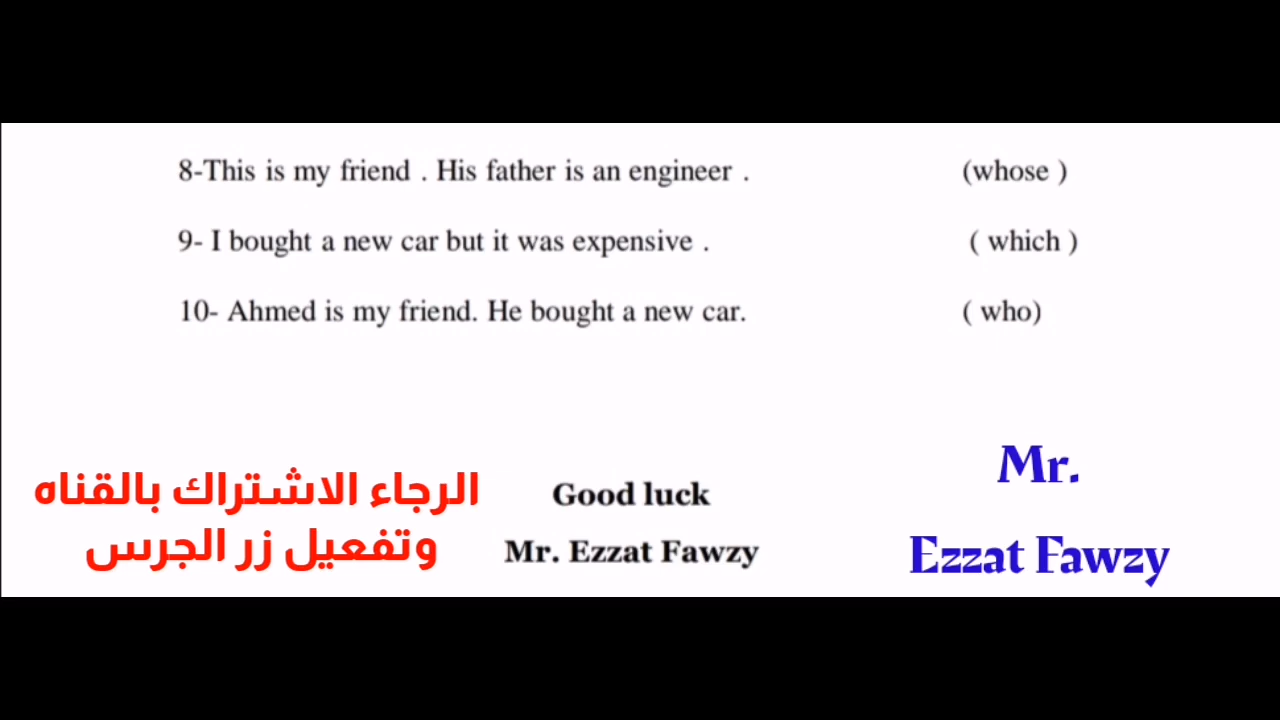 8-This is my friend . His father is an engineer . (whose )
9- I bought a new car but it was expensive . ( which )
10- Ahmed is my friend. He bought a new car. ( who)
الرجاء الاشتراك بالقناه
وتفعيل زر الجرس
Good luck
Mr. Ezzat Fawzy
Mr.
Ezzat Fawzy